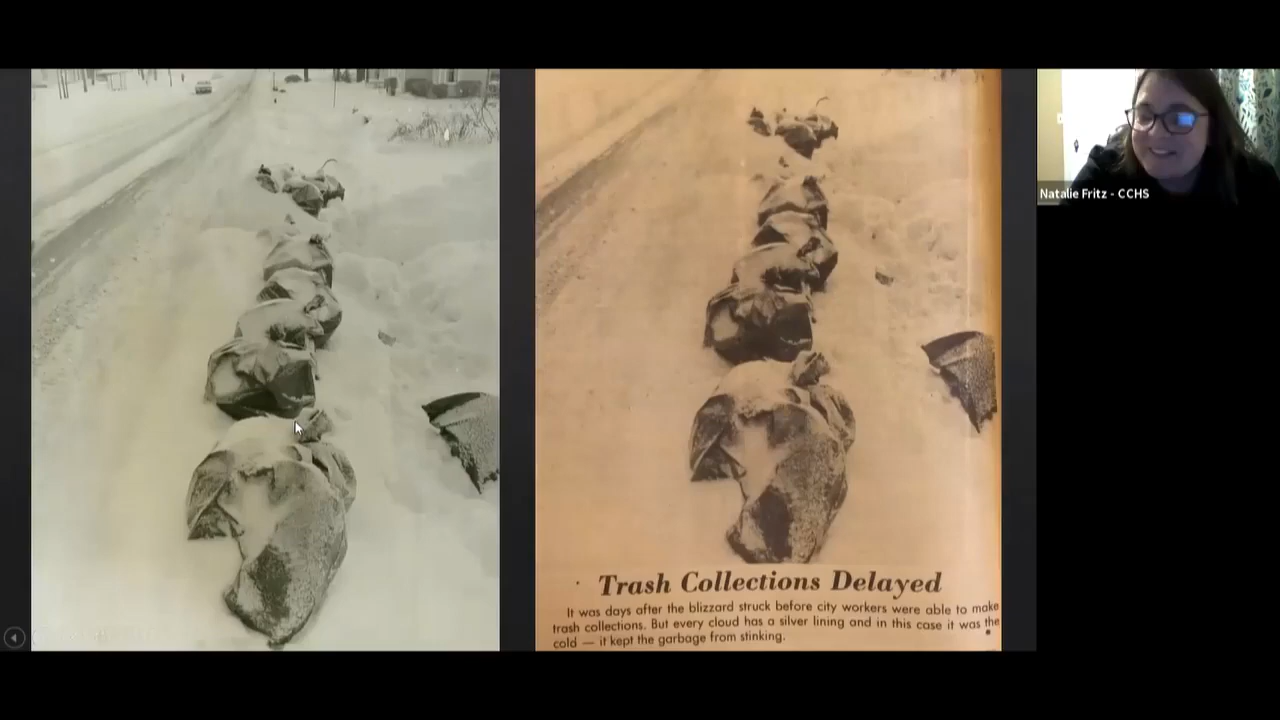 Natalie Fritz - CCHS
Trash Collections Delayed
It was days after the blizzard struck before city workers were able to make
trash collections. But every cloud has a silver lining and in this case it was the
cold — it kept the garbage from stinking.